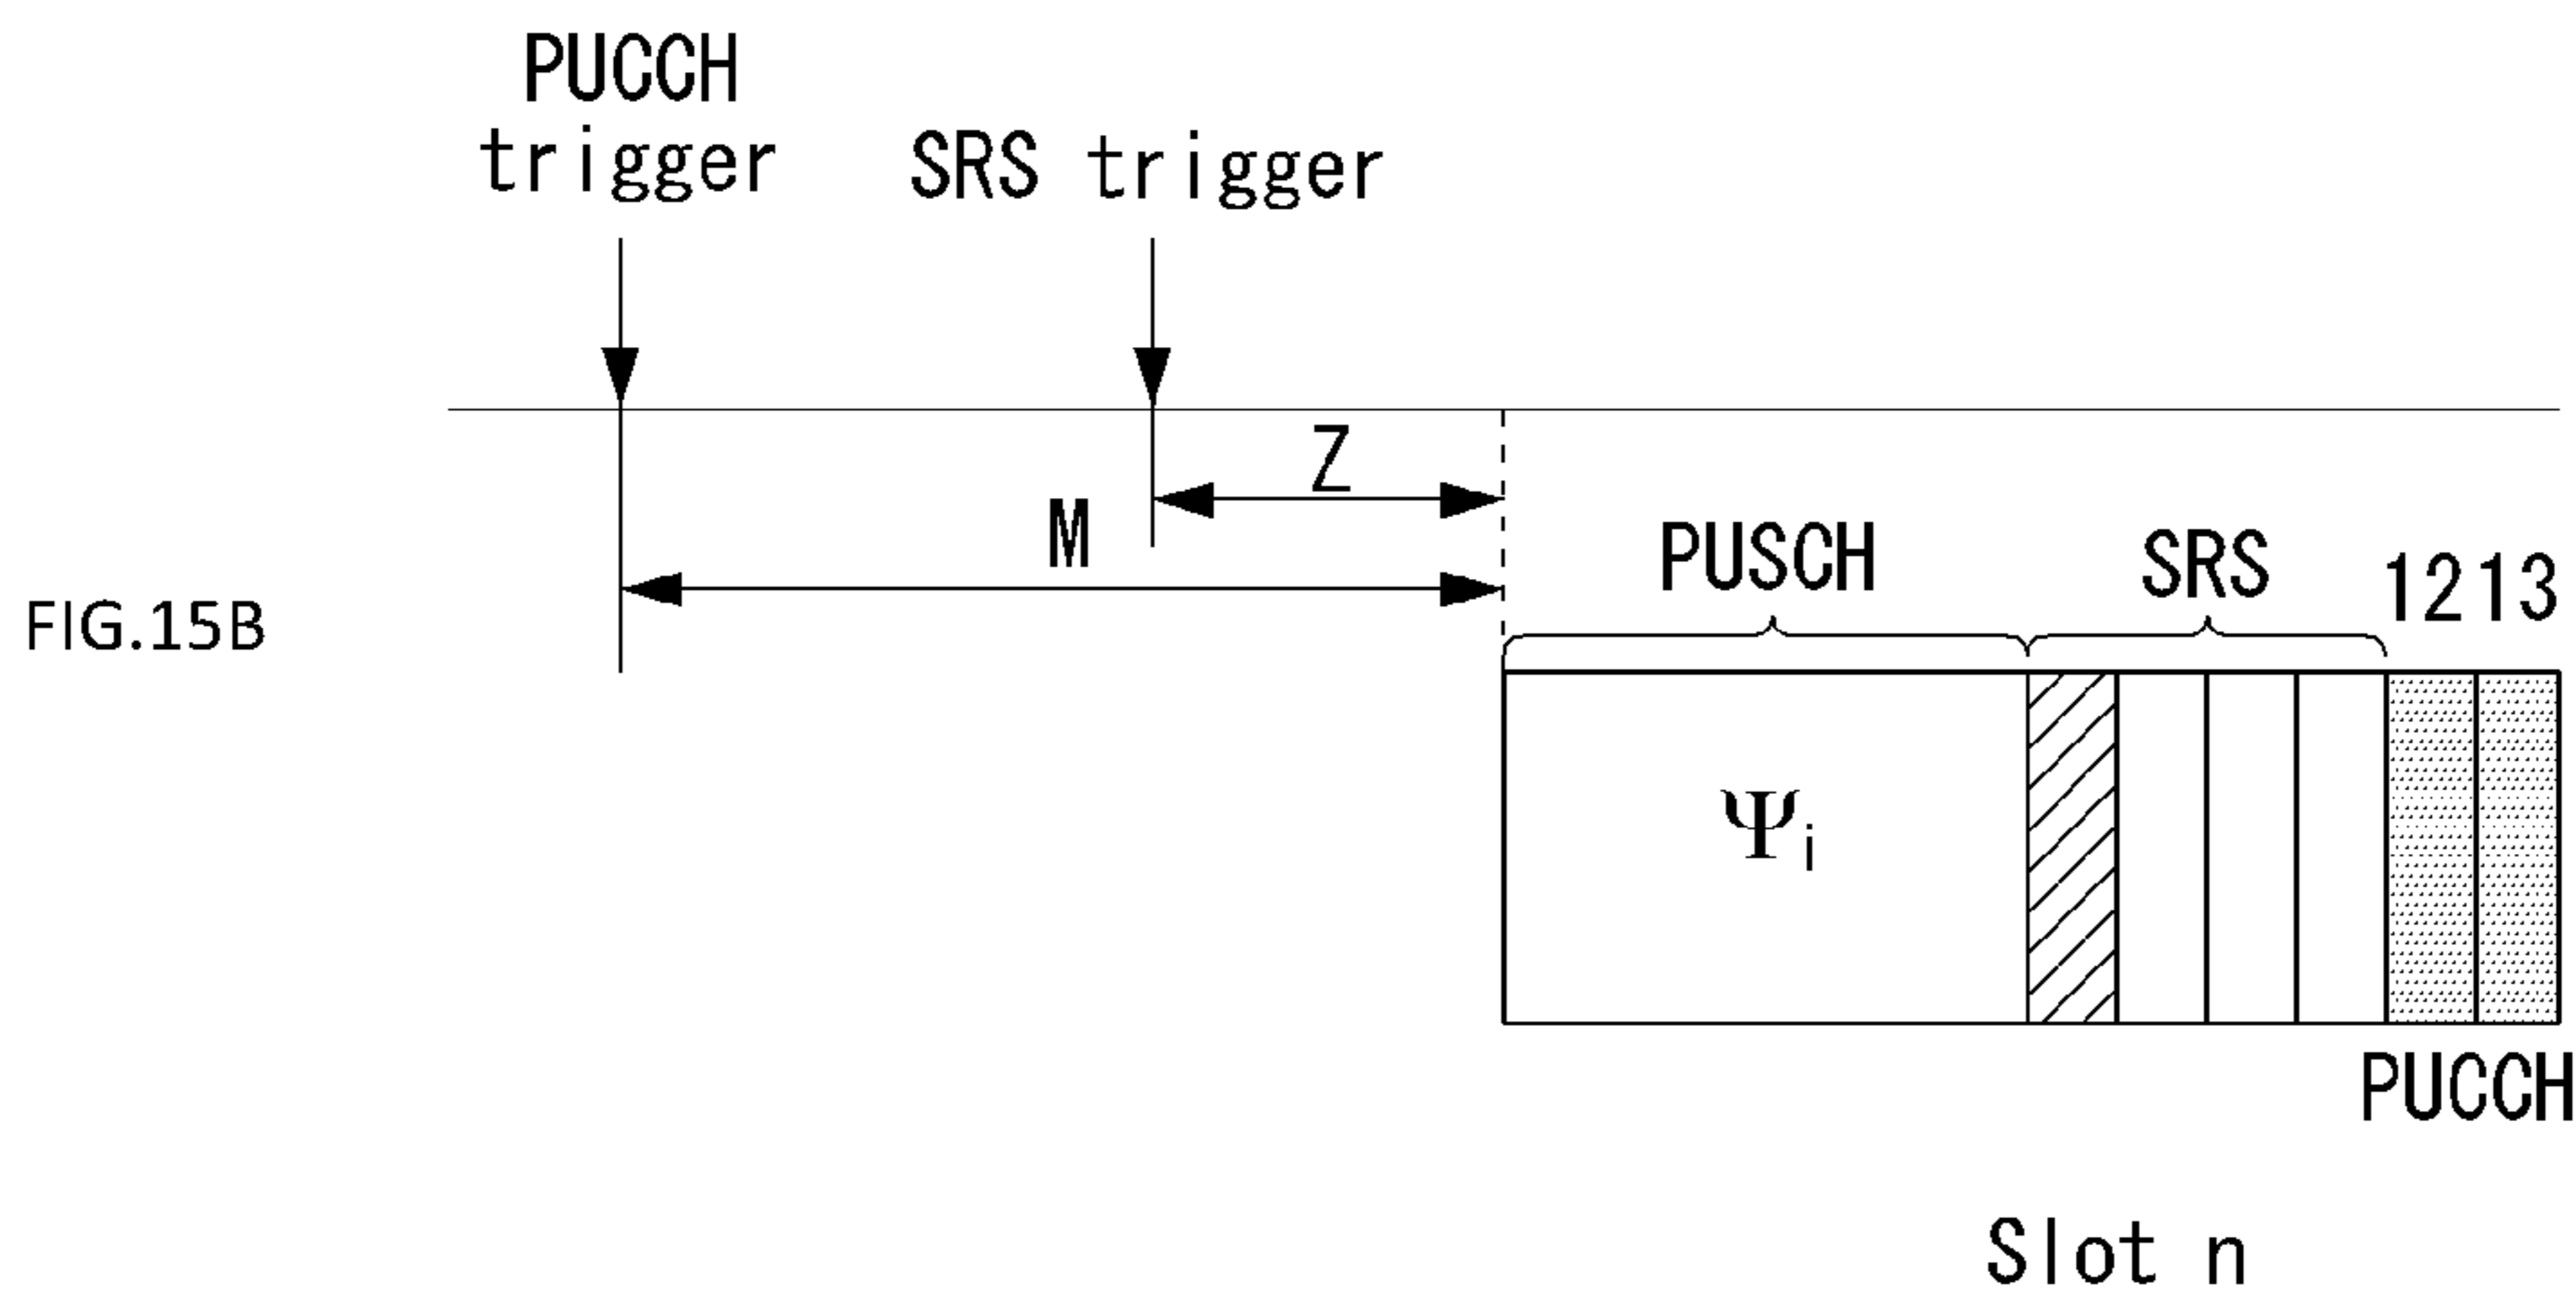 PUCCH
trigger
SRS trigger
Z
M
FIG.15B
PUSCH
SRS
1213
Ψi
PUCCH
Slot n